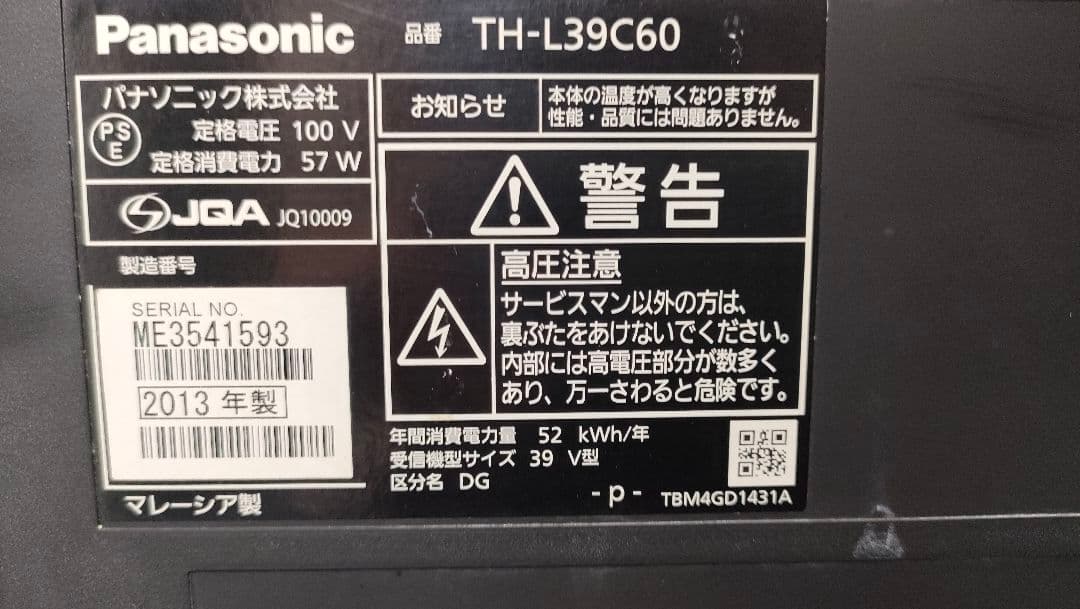 Panasonic 品番 TH-L39C60
パナソニック株式会社
PS
E
定格電圧 100 V
定格消費電力 57 W
JQA JQ10009
お知らせ
本体の温度が高くなりますが
性能・品質には問題ありません。
警告
高圧注意
サービスマン以外の方は、
裏ぶたをあけないでください。
内部には高電圧部分が数多く
あり、万一さわると危険です。
製造番号
SERIAL NO.
ME3541593
2013 年製
マレーシア製
年間消費電力量 52 kWh/年
受信機型サイズ 39 V型
区分名 DG
- p - TBM4GD1431A